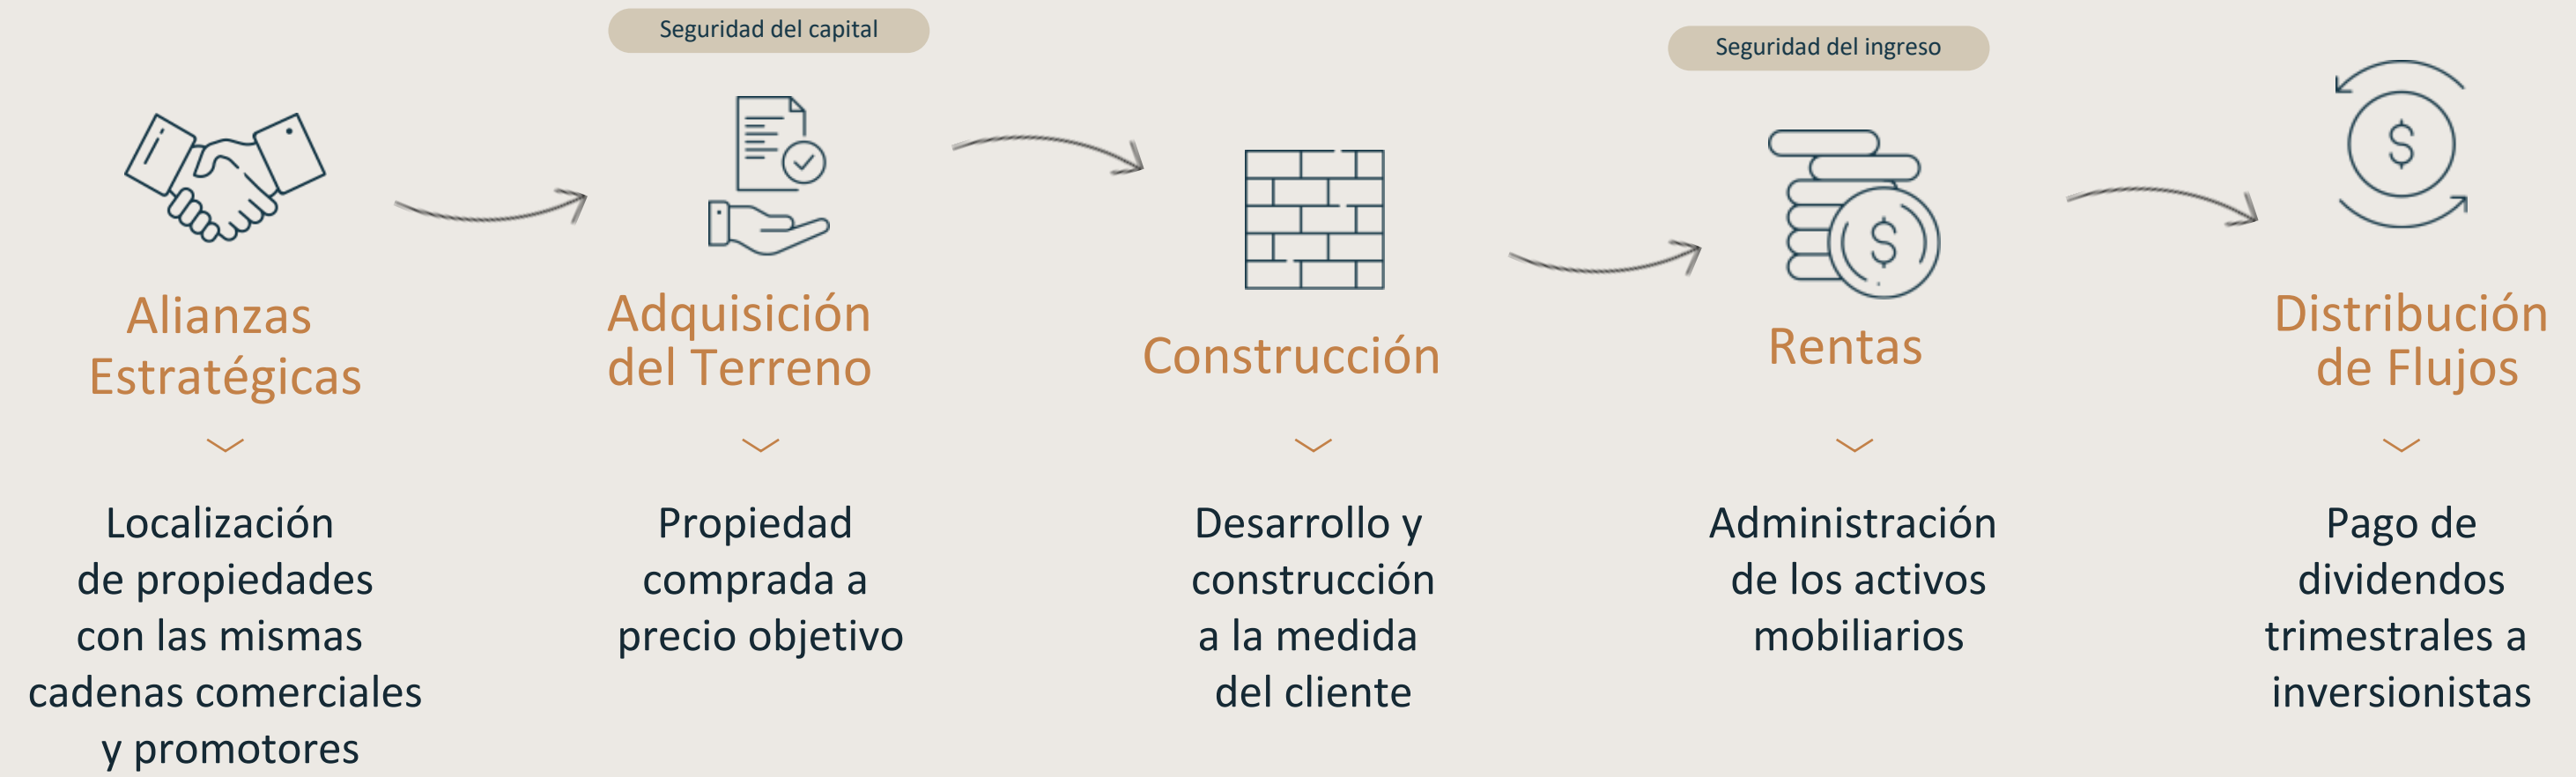 Seguridad del capital
Seguridad del ingreso
Alianzas
Estratégicas
Localización
de propiedades
con las mismas
cadenas comerciales
y promotores
Adquisición
del Terreno
Propiedad
comprada a
precio objetivo
Construcción
Desarrollo y
construcción
a la medida
del cliente
$
Rentas
Administración
de los activos
mobiliarios
$
Distribución
de Flujos
Pago de
dividendos
trimestrales a
inversionistas